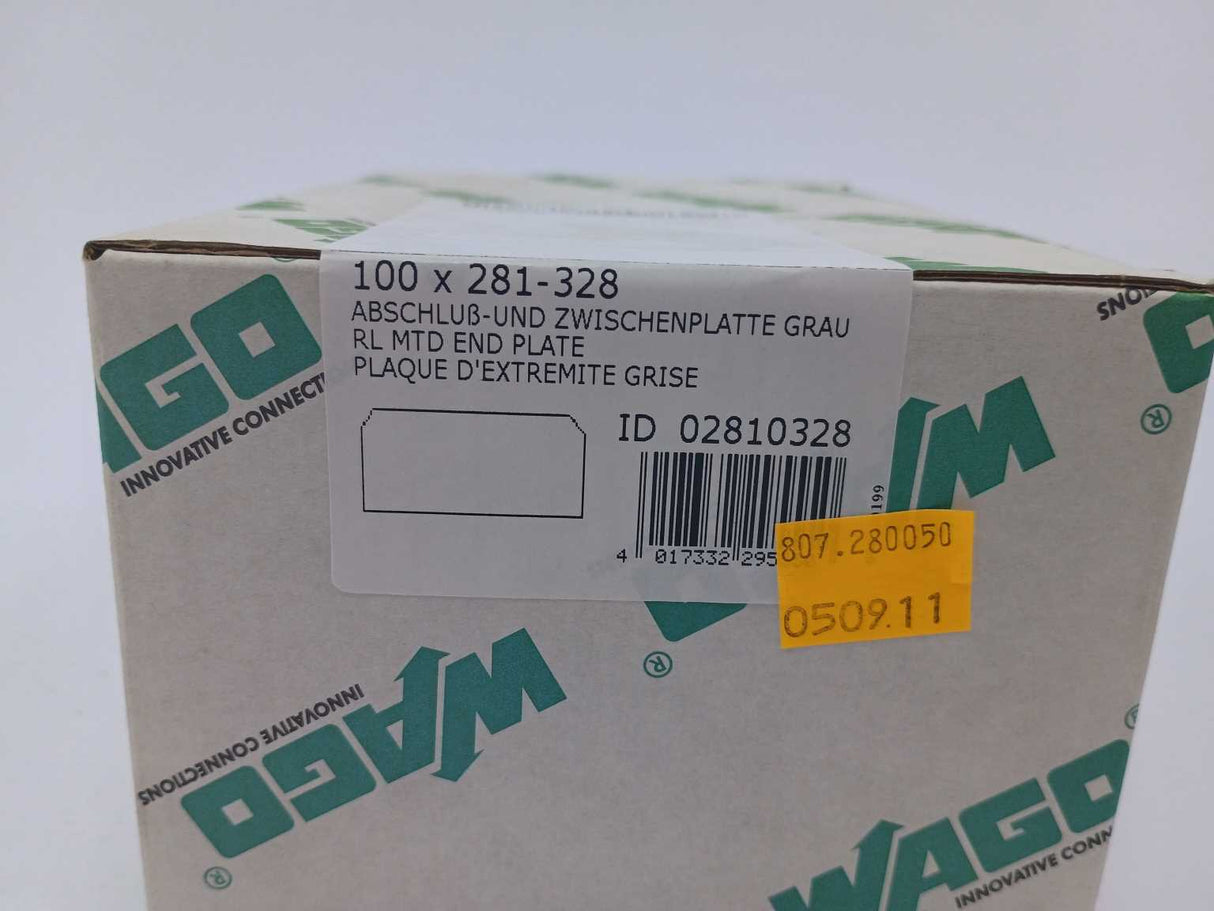 100 x 281-328
ABSCHLUß-UND ZWISCHENPLATTE GRAU
RL MTD END PLATE
PLAQUE D'EXTREMITE GRISE
ID 02810328
4 017332 295
807.280050
0509.11
WAGO
INNOVATIVE CONNECTIONS
®
WAGO
INNOVATIVE CONN